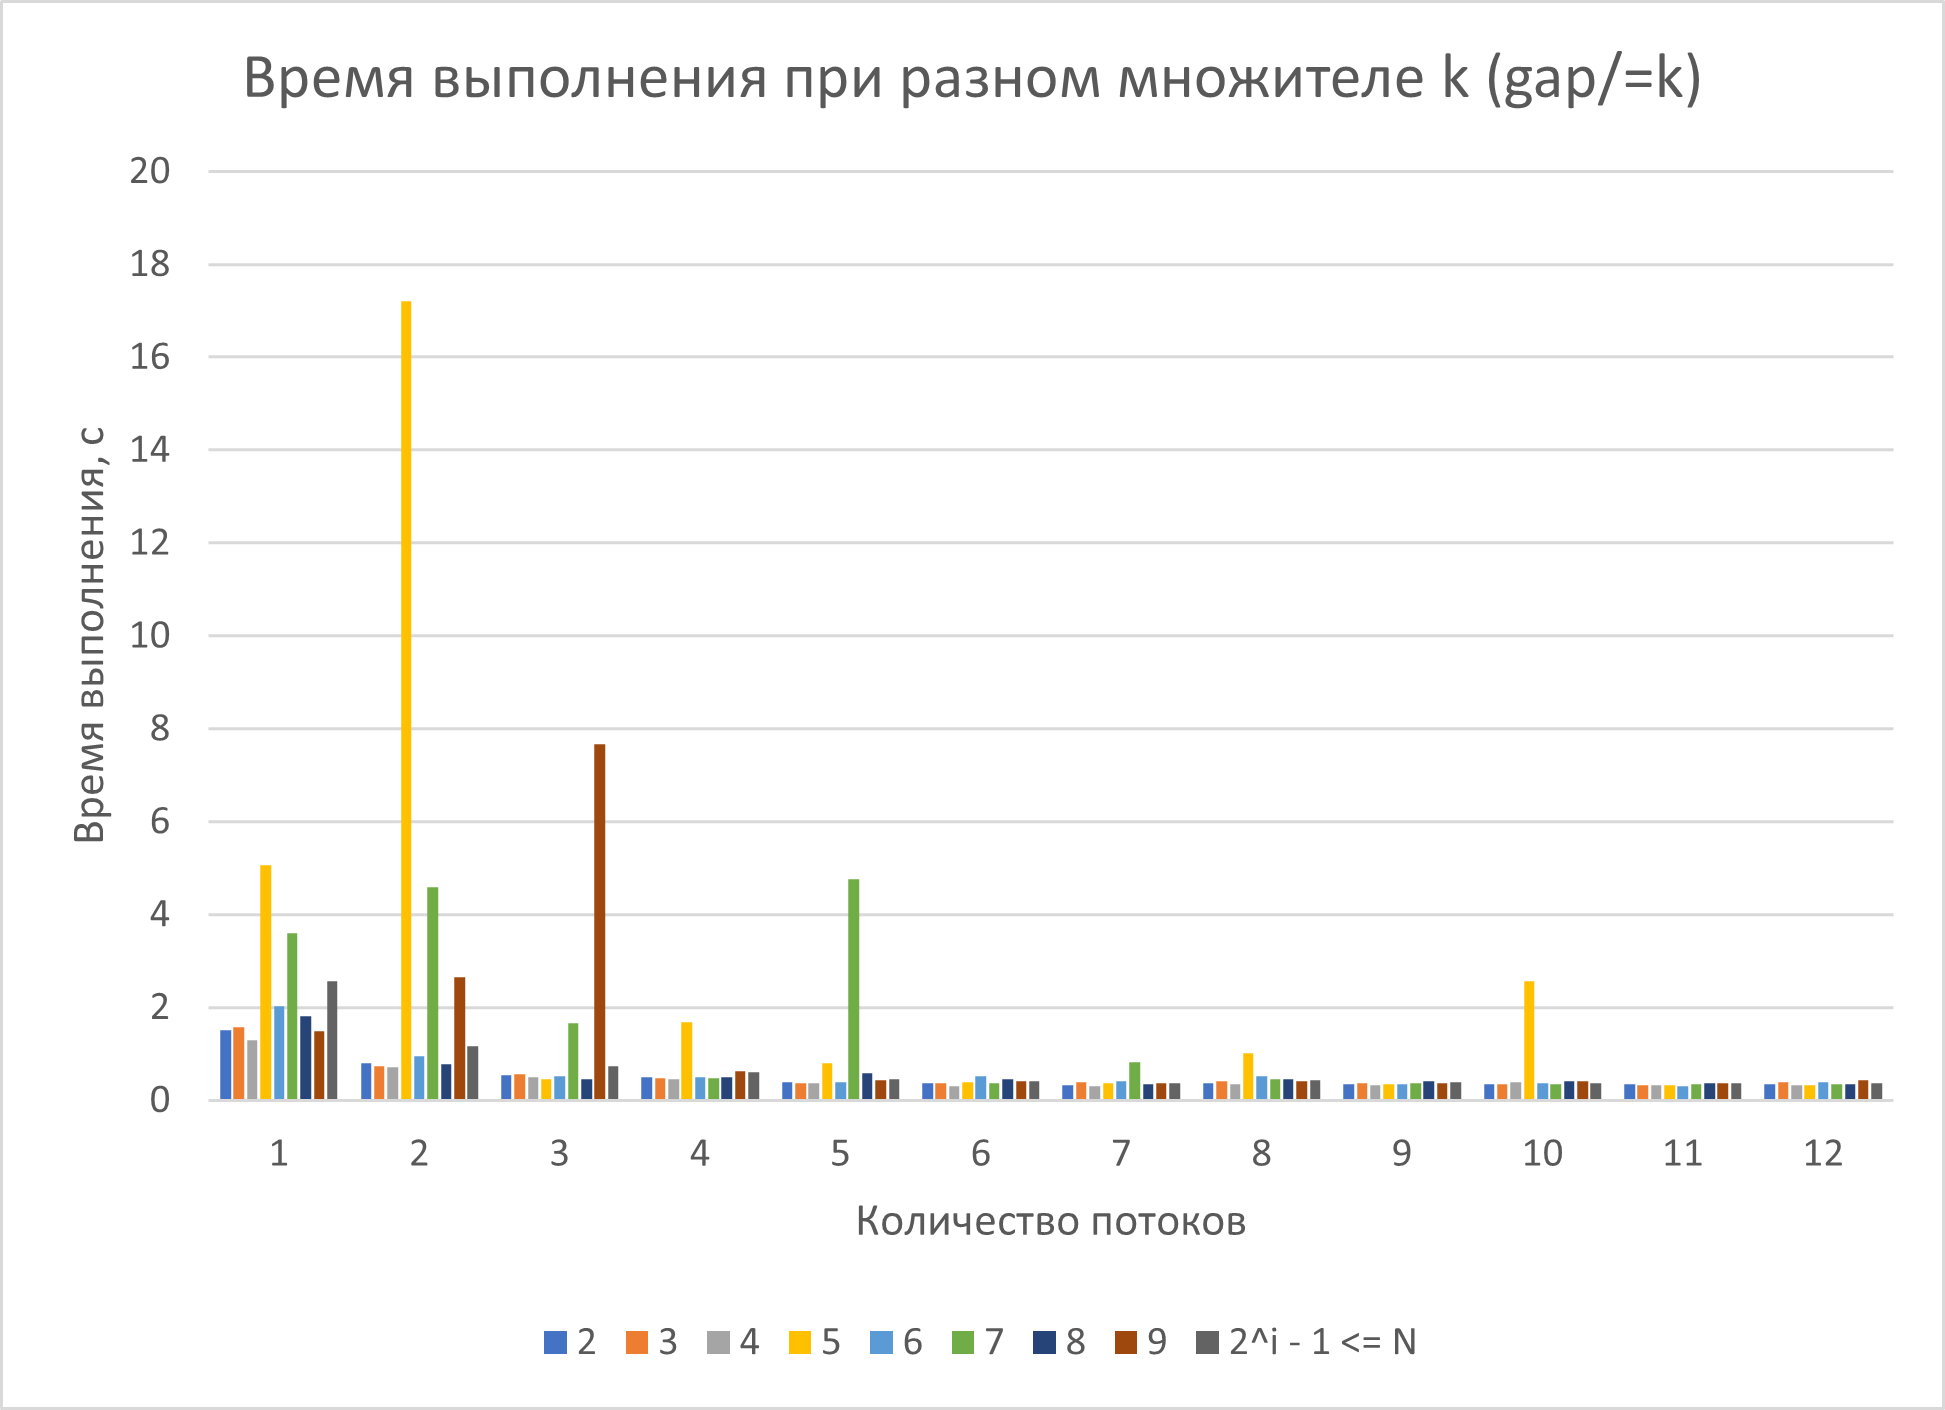 Время выполнения при разном множителе k (gap/=k)
Время выполнения, с
20
18
16
14
12
10
8
6
4
2
0
1 2 3 4 5 6 7 8 9 10 11 12
Количество потоков
2 3 4 5 6 7 8 9 2^i - 1 <= N